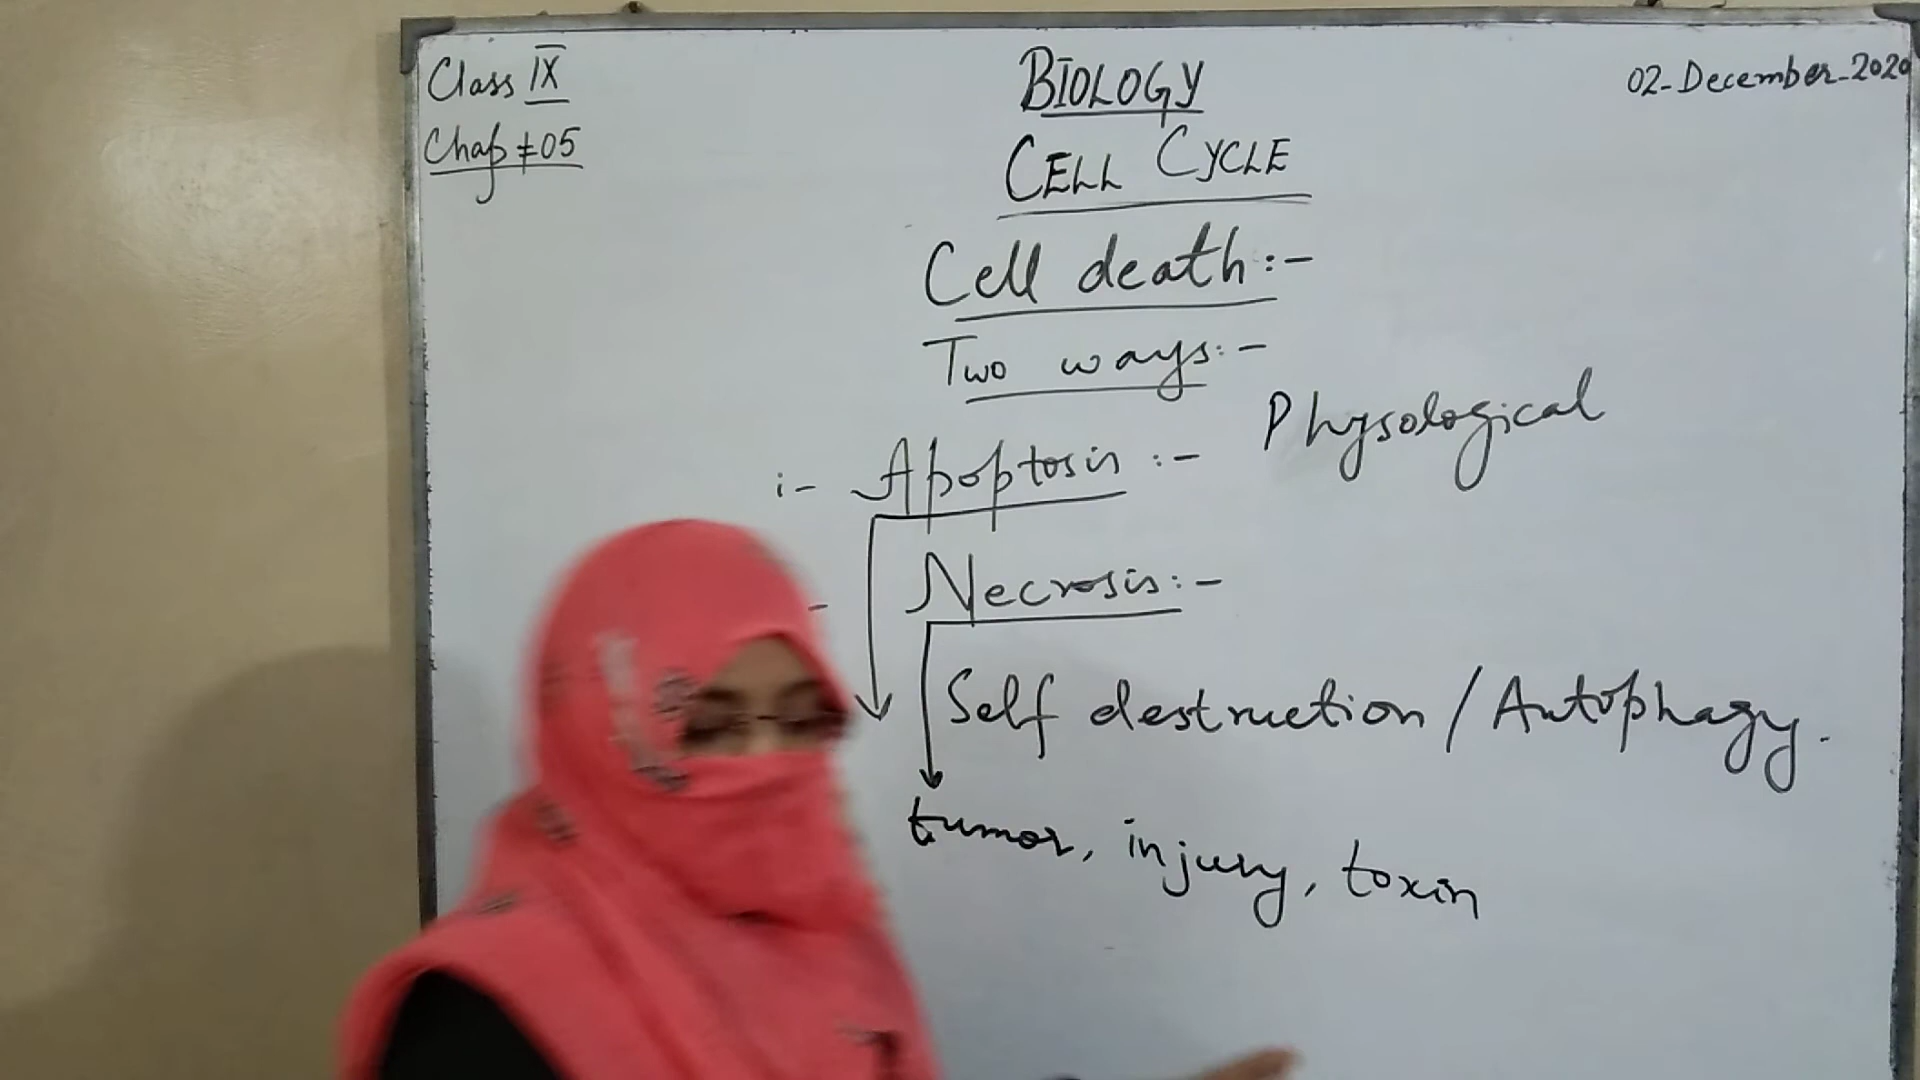 Class IX
Chap # 05
BIOLOGY
02-December-2020
CELL CYCLE
Cell death:-
Two ways:-
i- Apoptosis :- Physological
- Necrosis:-
Self destruction / Autophagy.
tumor, injury, toxin